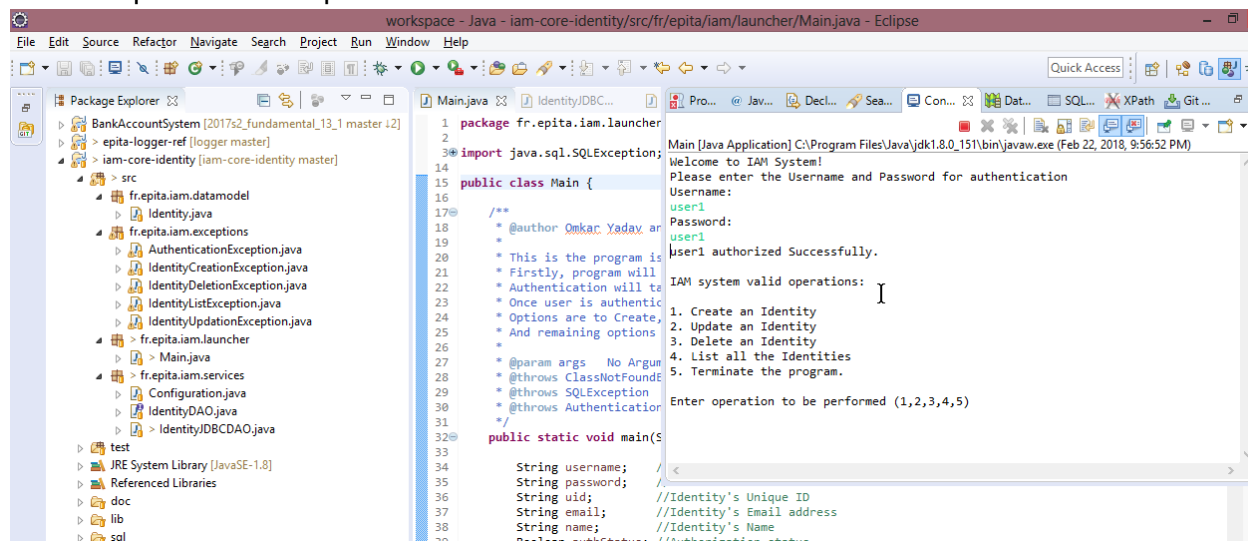 workspace - Java - iam-core-identity/src/fr/epita/iam/launcher/Main.java - Eclipse
File Edit Source Refactor Navigate Search Project Run Window Help
Quick Access
Package Explorer
BankAccountSystem [2017s2_fundamental_13_1 master ↓2]
> epita-logger-ref [logger master]
> iam-core-identity [iam-core-identity master]
> src
fr.epita.iam.datamodel
Identity.java
fr.epita.iam.exceptions
AuthenticationException.java
IdentityCreationException.java
IdentityDeletionException.java
IdentityListException.java
IdentityUpdationException.java
> fr.epita.iam.launcher
> Main.java
> fr.epita.iam.services
Configuration.java
IdentityDAO.java
> IdentityJDBCDAO.java
test
JRE System Library [JavaSE-1.8]
Referenced Libraries
doc
lib
sql
Main.java IdentityJDBC...
1 package fr.epita.iam.launcher
2
3 import java.sql.SQLException;
14
15 public class Main {
16
17 /**
18 * @author Omkar Yadav an
19 *
20 * This is the program is
21 * Firstly, program will
22 * Authentication will ta
23 * Once user is authentic
24 * Options are to Create,
25 * And remaining options
26 *
27 * @param args No Argum
28 * @throws ClassNotFoundE
29 * @throws SQLException
30 * @throws Authentication
31 */
32 public static void main(S
33
34 String username; /
35 String password; //
36 String uid; //Identity's Unique ID
37 String email; //Identity's Email address
38 String name; //Identity's Name
39 Boolean authStatus; //Authorization status
Pro... @ Jav... Decl... Sea... Con... Dat... SQL... XPath Git ...
Main [Java Application] C:\Program Files\Java\jdk1.8.0_151\bin\javaw.exe (Feb 22, 2018, 9:56:52 PM)
Welcome to IAM System!
Please enter the Username and Password for authentication
Username:
user1
Password:
user1
user1 authorized Successfully.
IAM system valid operations:
1. Create an Identity
2. Update an Identity
3. Delete an Identity
4. List all the Identities
5. Terminate the program.
Enter operation to be performed (1,2,3,4,5)